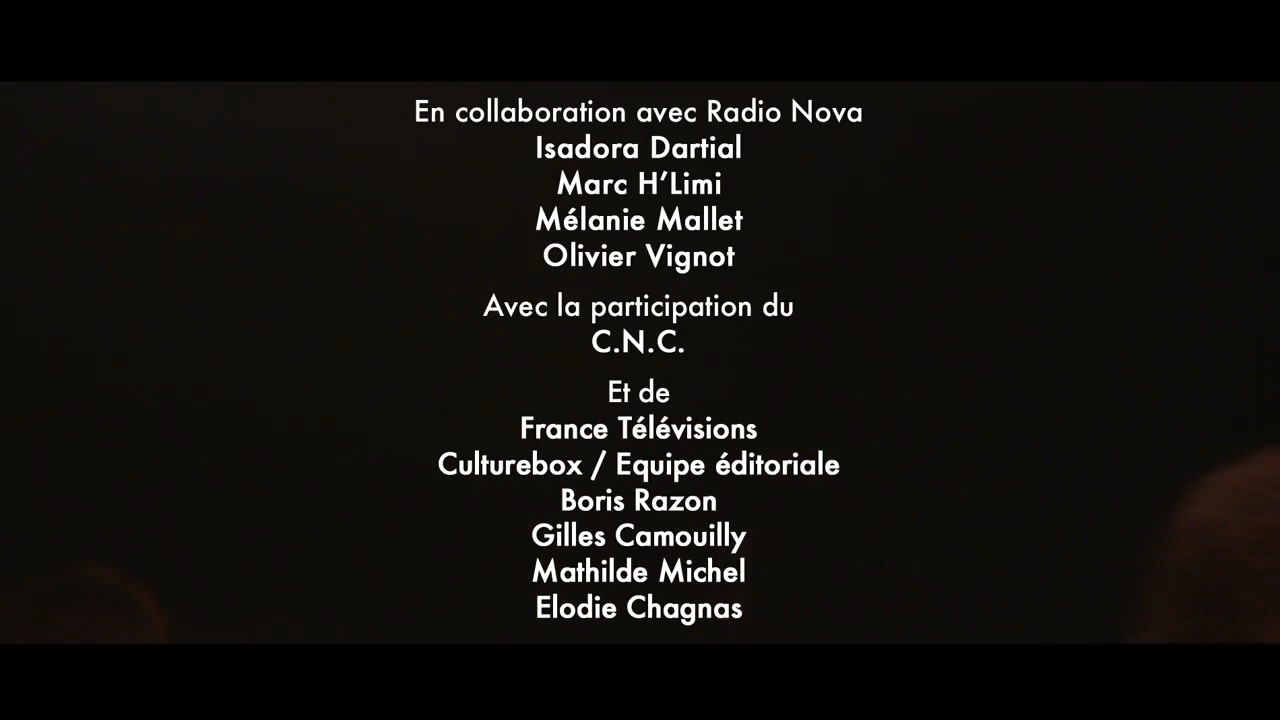 En collaboration avec Radio Nova
Isadora Dartial
Marc H’Limi
Mélanie Mallet
Olivier Vignot
Avec la participation du
C.N.C.
Et de
France Télévisions
Culturebox / Equipe éditoriale
Boris Razon
Gilles Camouilly
Mathilde Michel
Elodie Chagnas